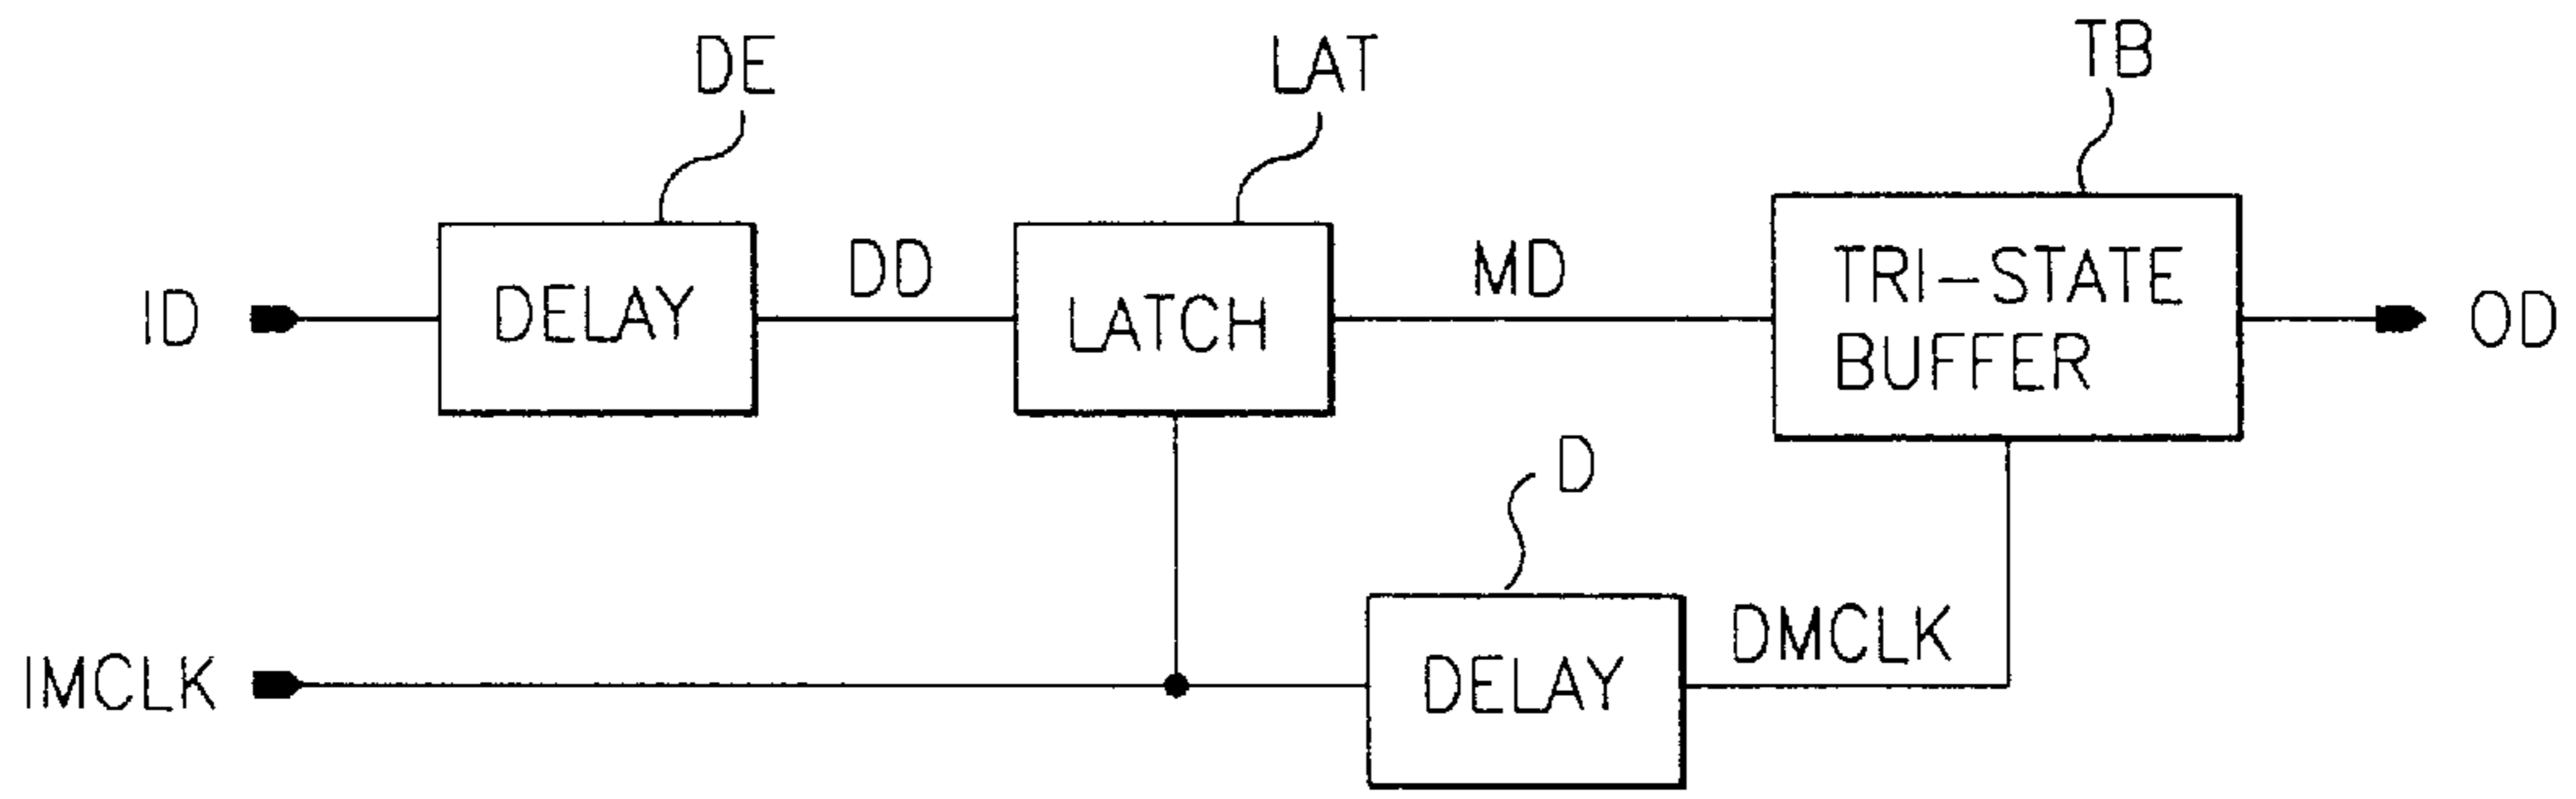 DE
LAT
TB
ID
DELAY
DD
LATCH
MD
TRI-STATE
BUFFER
OD
D
IMCLK
DELAY
DMCLK